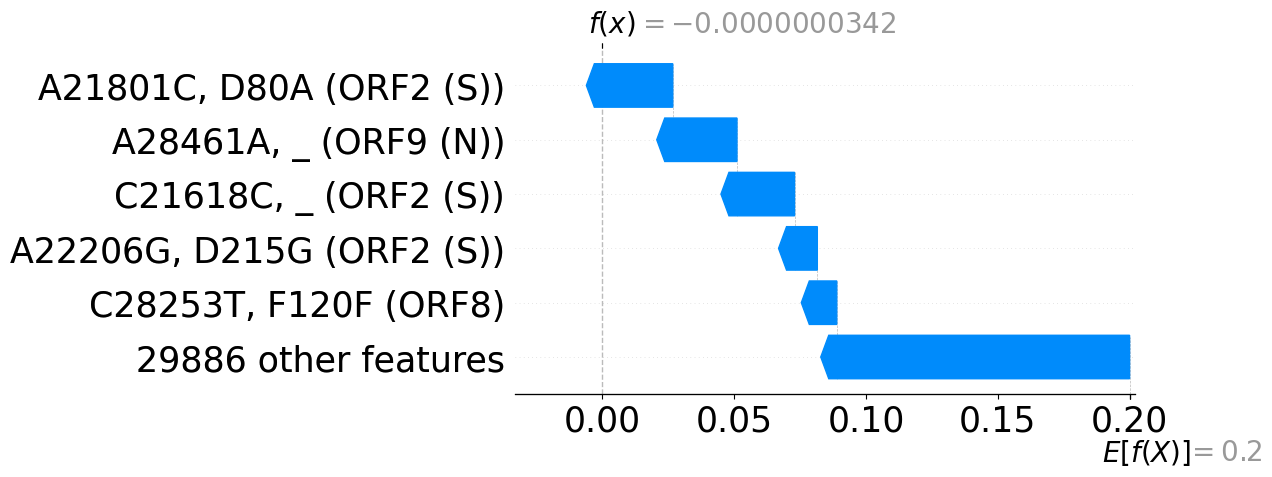 f(x) = −0.0000000342
A21801C, D80A (ORF2 (S))
A28461A, _ (ORF9 (N))
C21618C, _ (ORF2 (S))
A22206G, D215G (ORF2 (S))
C28253T, F120F (ORF8)
29886 other features
0.00 0.05 0.10 0.15 0.20
E[f(X)] = 0.2